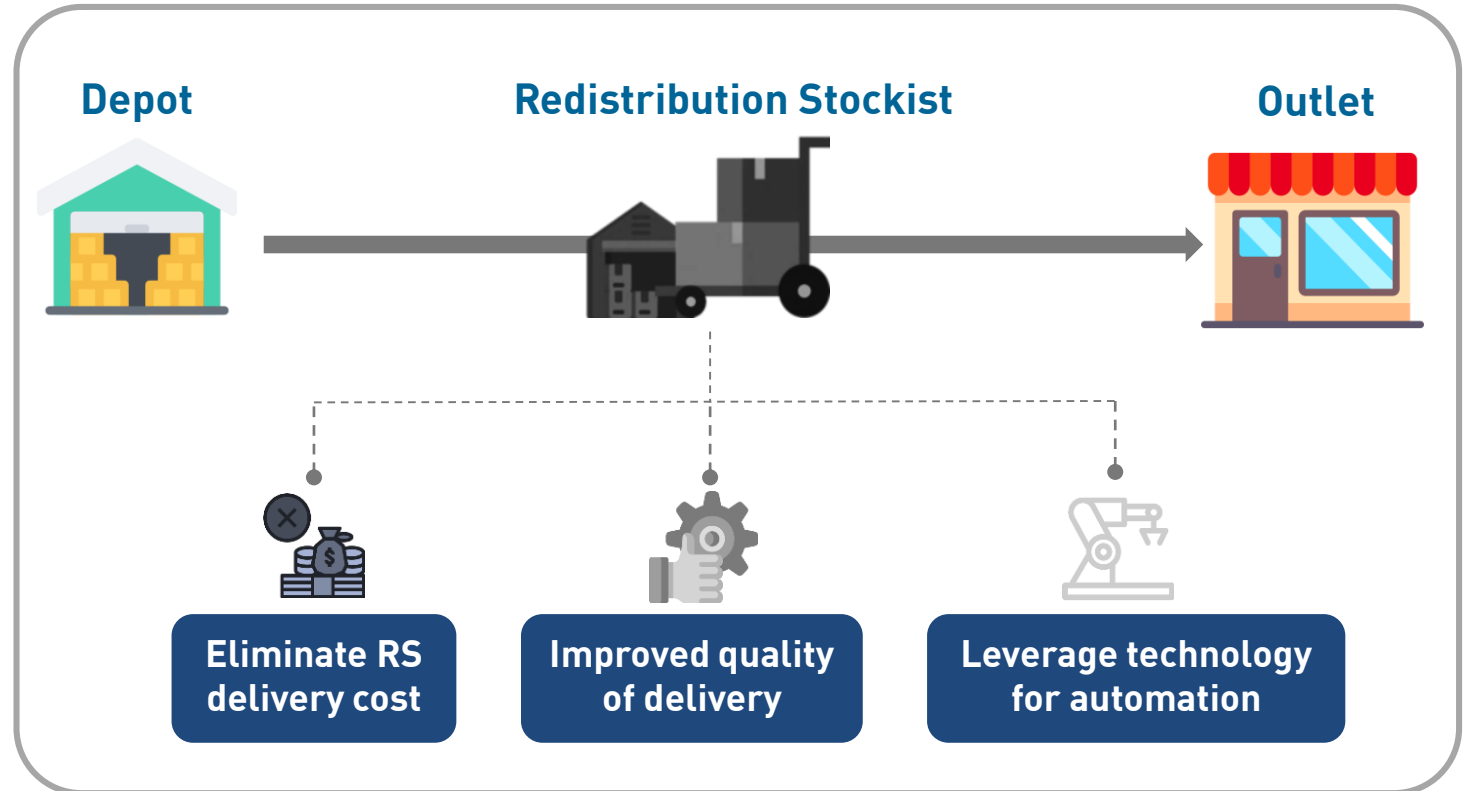 Depot
Redistribution Stockist
Outlet
$
Eliminate RS
delivery cost
Improved quality
of delivery
Leverage technology
for automation